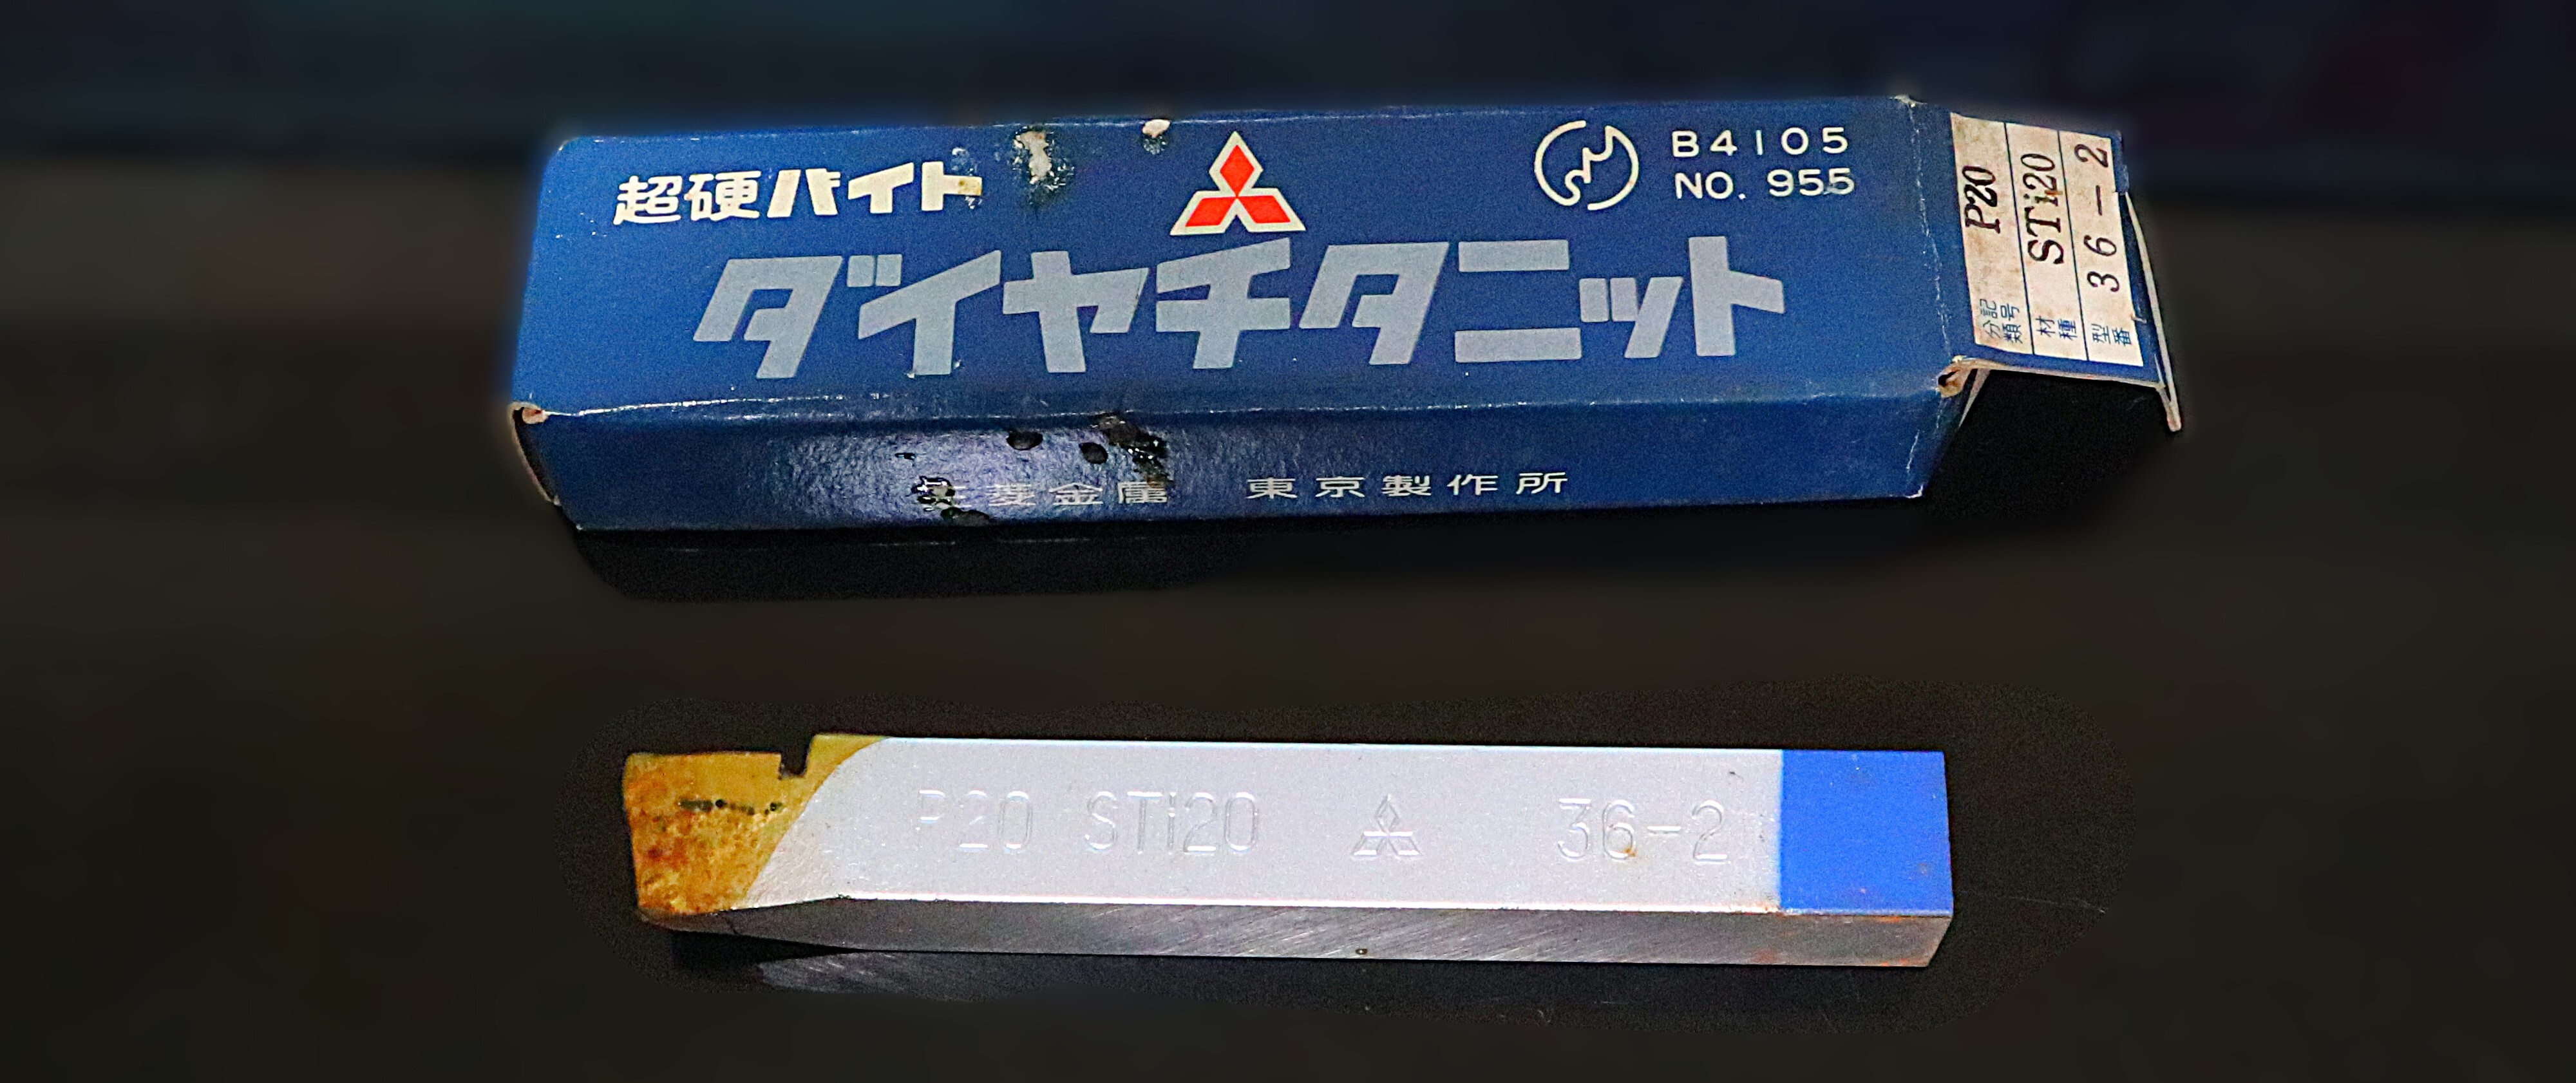 超硬バイト
B4105
NO. 955
ダイヤチタニット
三菱金属 東京製作所
分類記号 P20
材種 STi20
型番 36-2
P20 STi20 36-2